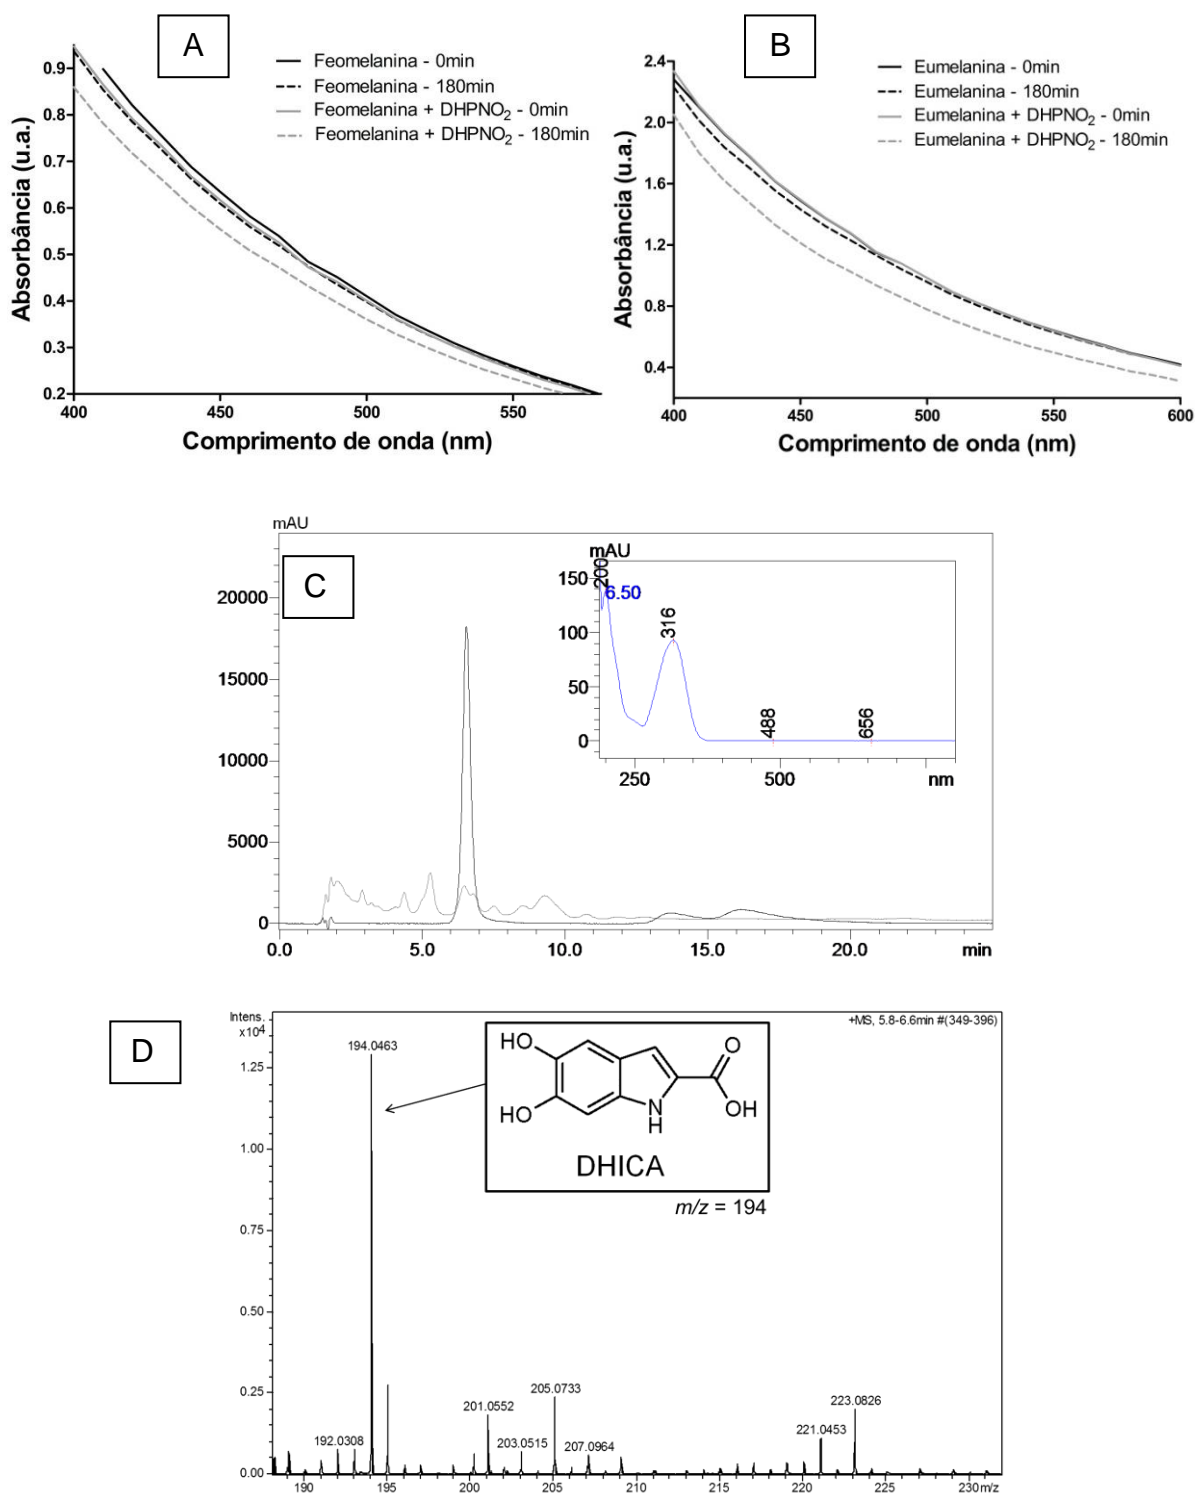 A
Feomelanina - 0min
Feomelanina - 180min
Feomelanina + DHPNO2 - 0min
Feomelanina + DHPNO2 - 180min
0.9
0.8
0.7
0.6
0.5
0.4
0.3
0.2
Absorbância (u.a.)
400 450 500 550
Comprimento de onda (nm)
B
Eumelanina - 0min
Eumelanina - 180min
Eumelanina + DHPNO2 - 0min
Eumelanina + DHPNO2 - 180min
2.4
2.0
1.6
1.2
0.8
0.4
Absorbância (u.a.)
400 450 500 550 600
Comprimento de onda (nm)
mAU
C
20000
15000
10000
5000
0
0.0 5.0 10.0 15.0 20.0 min
mAU
200
6.50
150
100
50
0
316
488
656
250 500 nm
D
Intens.
x10⁴
+MS, 5.8-6.6min #(349-396)
1.25
1.00
0.75
0.50
0.25
0.00
194.0463
HO
HO
N
H
O
OH
DHICA
m/z = 194
192.0308
201.0552
203.0515
205.0733
207.0964
221.0453
223.0826
190 195 200 205 210 215 220 225 230 m/z